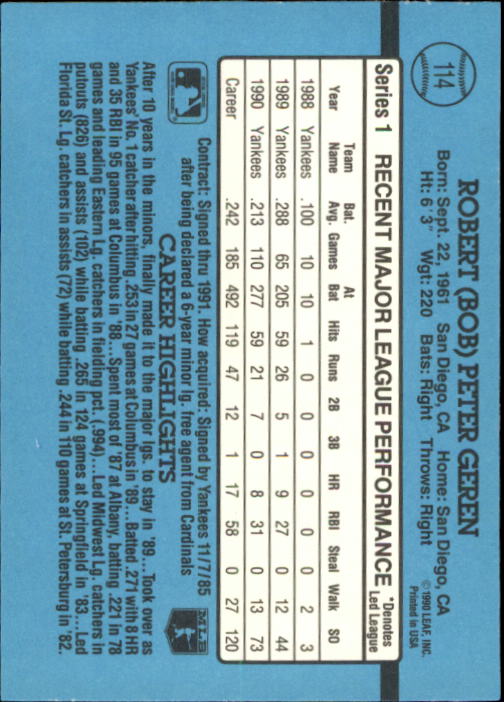 114
ROBERT (BOB) PETER GEREN
Born: Sept. 22, 1961 San Diego, CA Home: San Diego, CA
Ht: 6' 3" Wgt: 220 Bats: Right Throws: Right
©1990 LEAF, INC.
Printed in USA
Series 1 RECENT MAJOR LEAGUE PERFORMANCE *Denotes Led League
Year Team Name Bat. Avg. Games At Bat Hits Runs 2B 3B HR RBI Steal Walk SO
1988 Yankees .100 10 10 1 0 0 0 0 0 0 2 3
1989 Yankees .288 65 205 59 26 5 1 9 27 0 12 44
1990 Yankees .213 110 277 59 21 7 0 8 31 0 13 73
Career .242 185 492 119 47 12 1 17 58 0 27 120
Contract: Signed thru 1991. How acquired: Signed by Yankees 11/7/85
after being declared a 6-year minor lg. free agent from Cardinals
MLB
CAREER HIGHLIGHTS
After 10 years in the minors, finally made it to the major lgs. to stay in '89...Took over as
Yankees' No. 1 catcher after hitting .253 in 27 games at Columbus in '89...Batted .271 with 8 HR
and 35 RBI in 95 games at Columbus in '88...Spent most of '87 at Albany, batting .221 in 78
games and leading Eastern Lg. catchers in fielding pct. (.994)...Led Midwest Lg. catchers in
putouts (826) and assists (102) while batting .265 in 124 games at Springfield in '83...Led
Florida St. Lg. catchers in assists (72) while batting .244 in 110 games at St. Petersburg in '82.